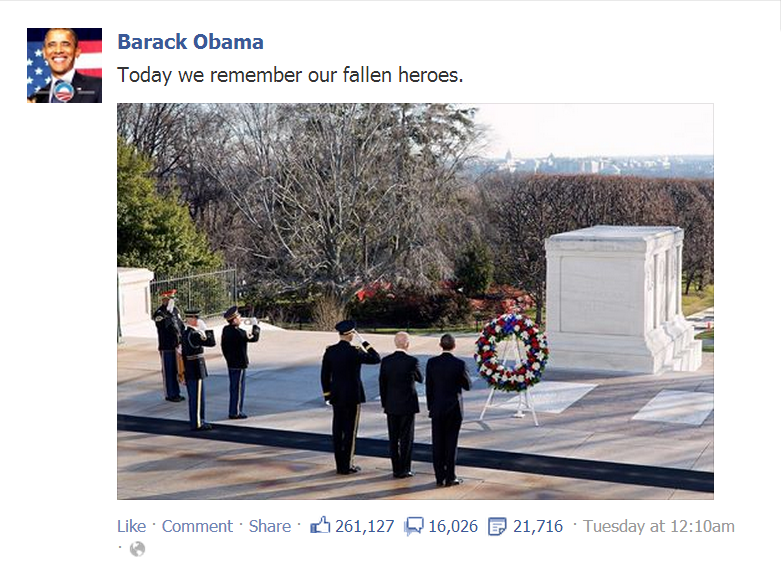 Barack Obama
Today we remember our fallen heroes.
Like · Comment · Share · 261,127 16,026 21,716 · Tuesday at 12:10am
·